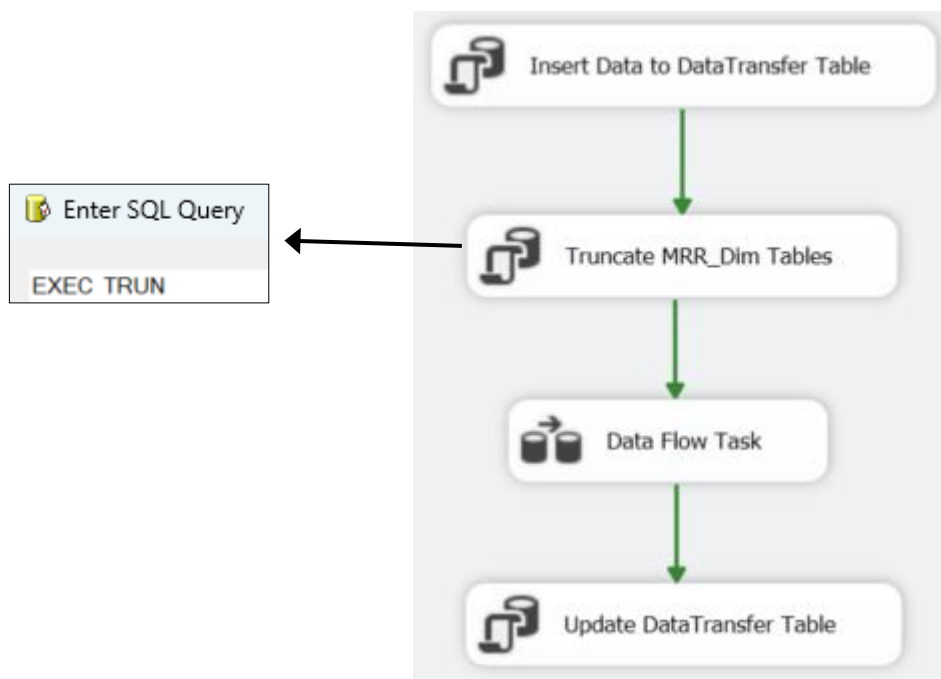 Insert Data to DataTransfer Table
Enter SQL Query
EXEC TRUN
Truncate MRR_Dim Tables
Data Flow Task
Update DataTransfer Table